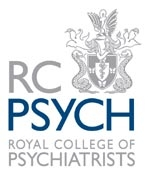 RC
PSYCH
ROYAL COLLEGE OF
PSYCHIATRISTS